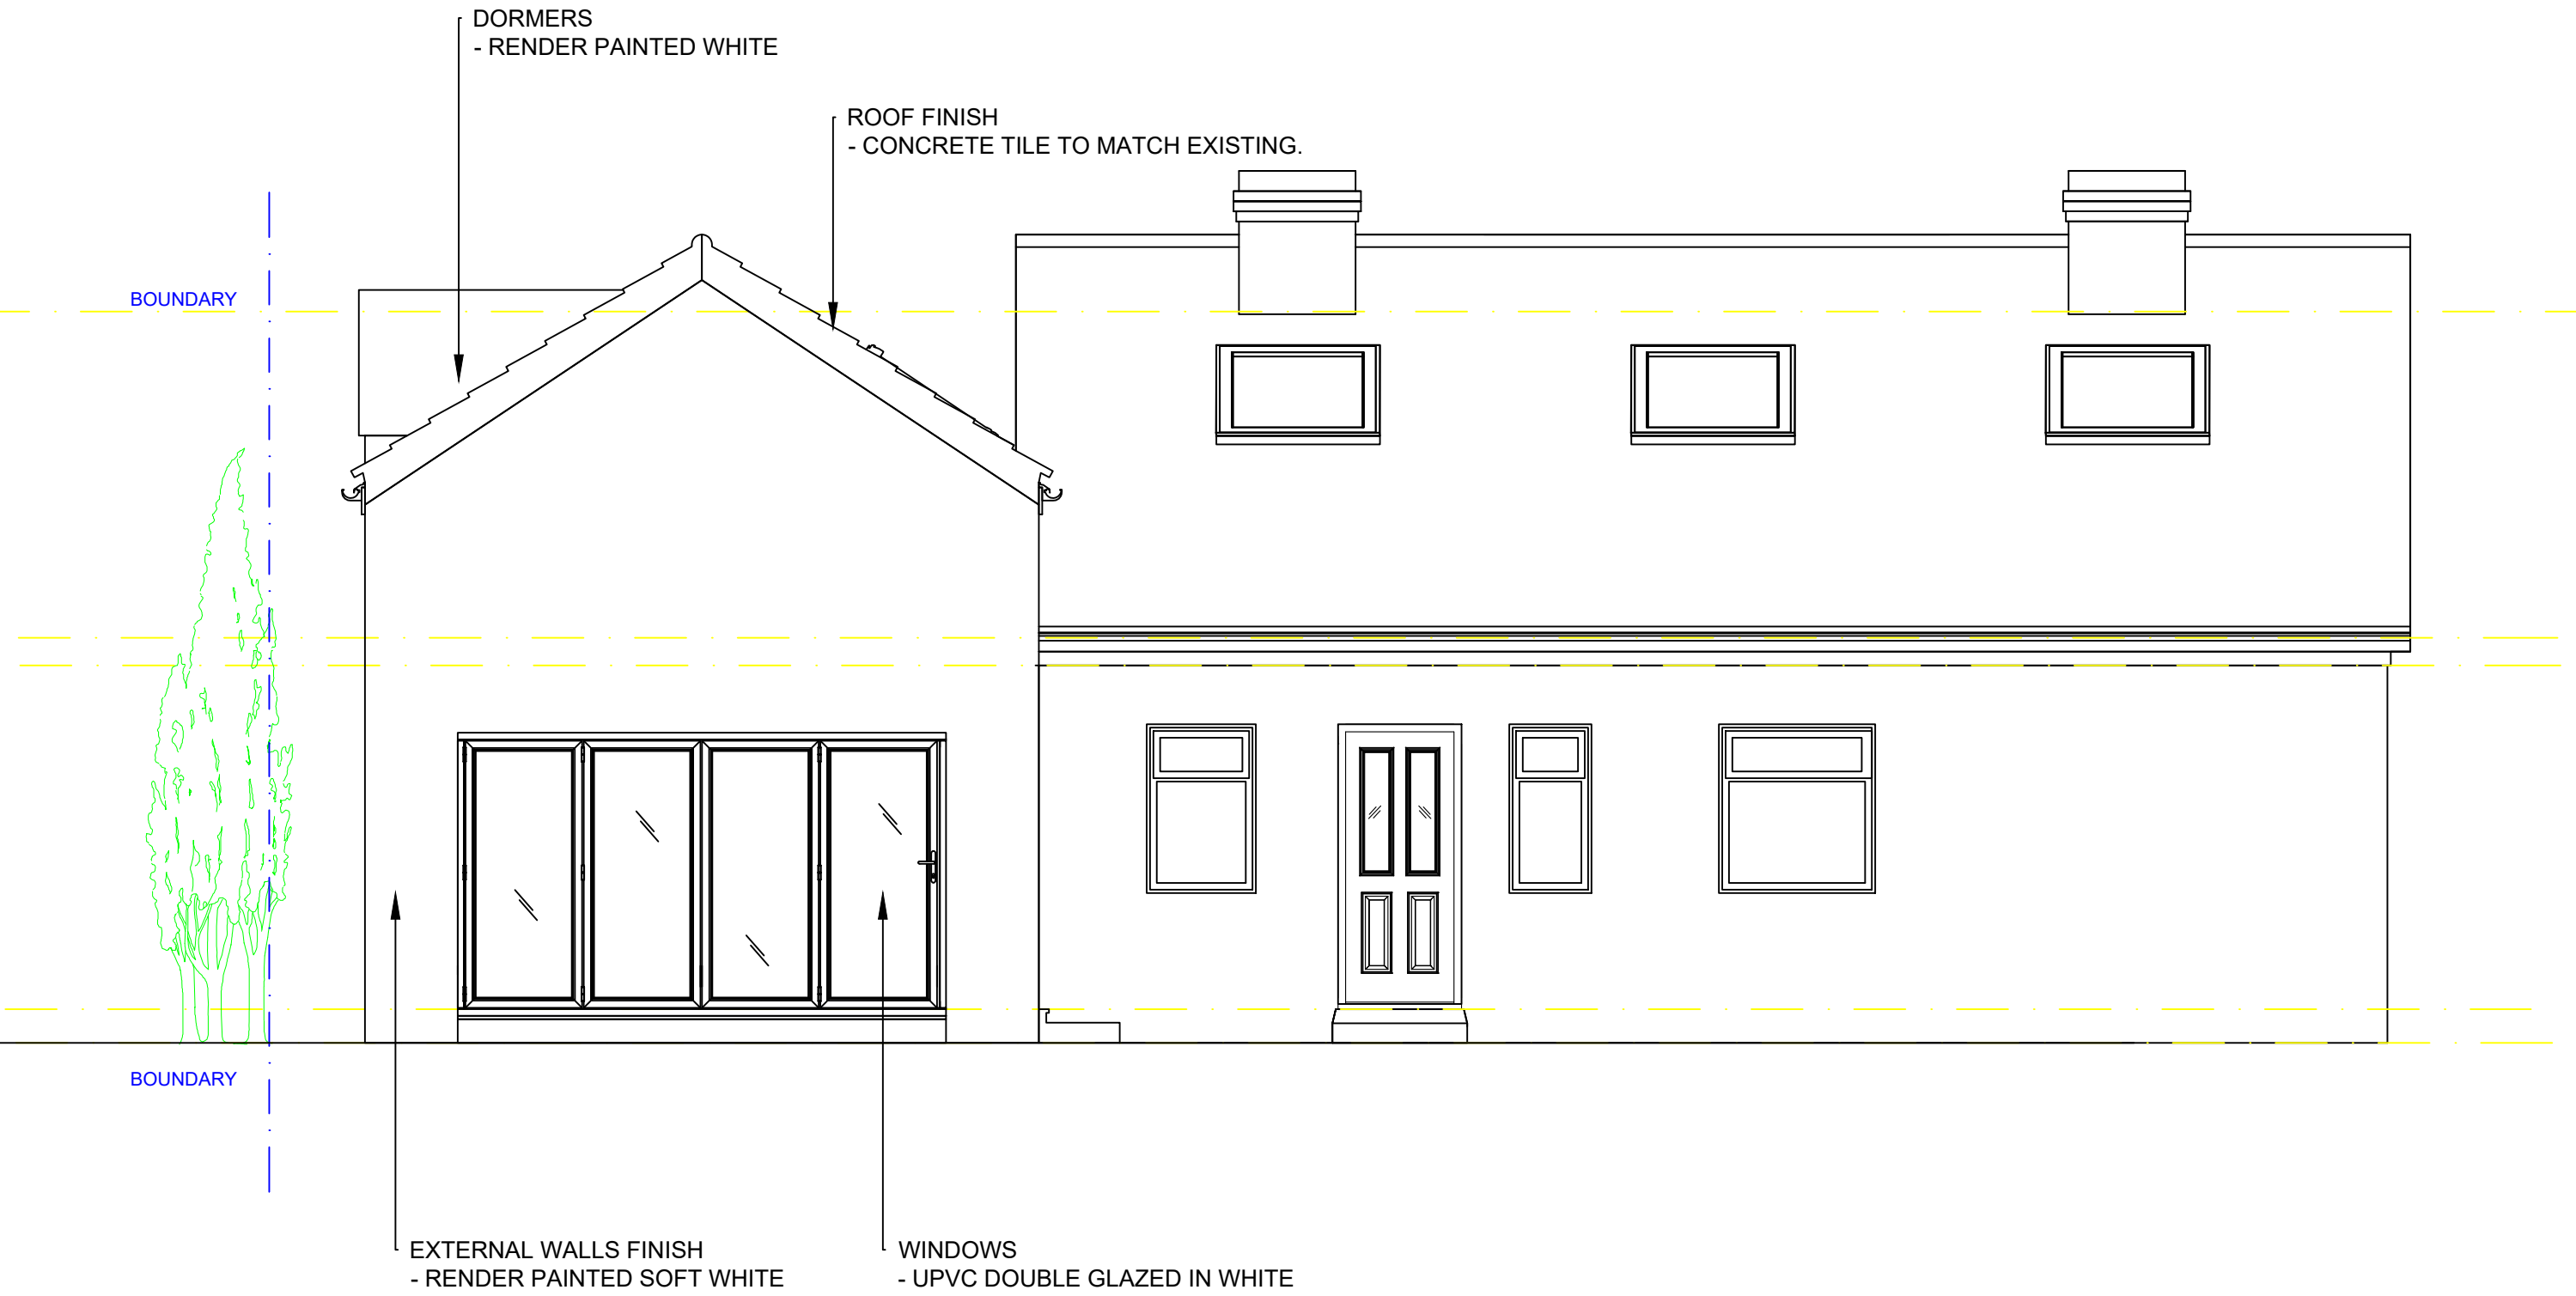 DORMERS
- RENDER PAINTED WHITE
ROOF FINISH
- CONCRETE TILE TO MATCH EXISTING.
BOUNDARY
BOUNDARY
EXTERNAL WALLS FINISH
- RENDER PAINTED SOFT WHITE
WINDOWS
- UPVC DOUBLE GLAZED IN WHITE